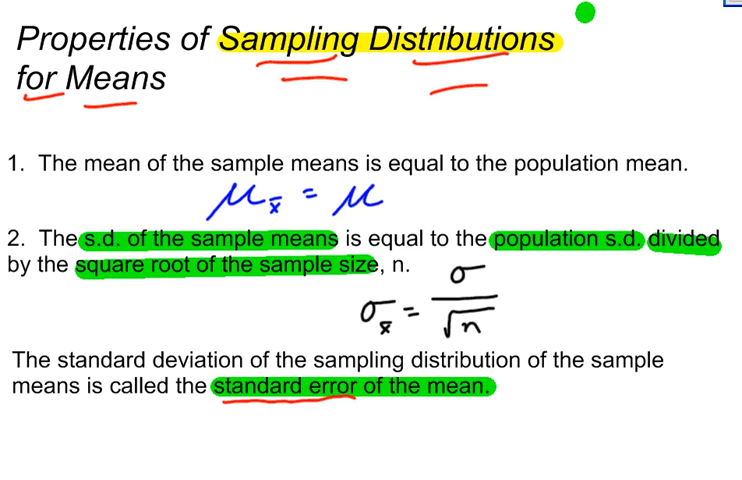 Properties of Sampling Distributions
for Means
1. The mean of the sample means is equal to the population mean.
μx̄ = μ
2. The s.d. of the sample means is equal to the population s.d. divided
by the square root of the sample size, n.
σx̄ = σ/√n
The standard deviation of the sampling distribution of the sample
means is called the standard error of the mean.